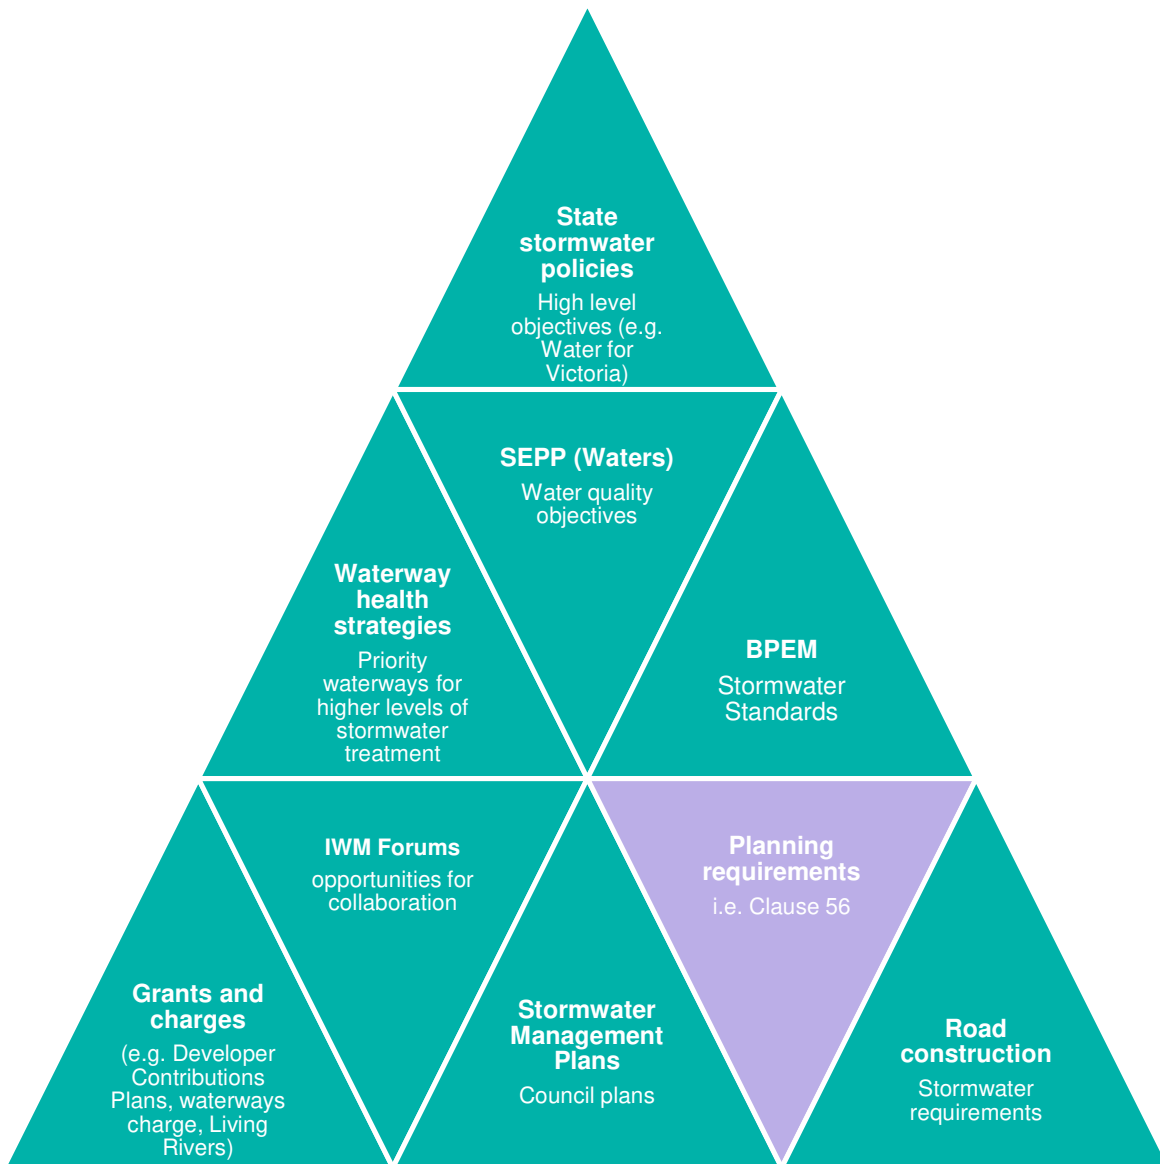 State
stormwater
policies
High level
objectives (e.g.
Water for
Victoria)
SEPP (Waters)
Water quality
objectives
Waterway
health
strategies
Priority
waterways for
higher levels of
stormwater
treatment
BPEM
Stormwater
Standards
IWM Forums
opportunities for
collaboration
Planning
requirements
i.e. Clause 56
Grants and
charges
(e.g. Developer
Contributions
Plans, waterways
charge, Living
Rivers)
Stormwater
Management
Plans
Council plans
Road
construction
Stormwater
requirements